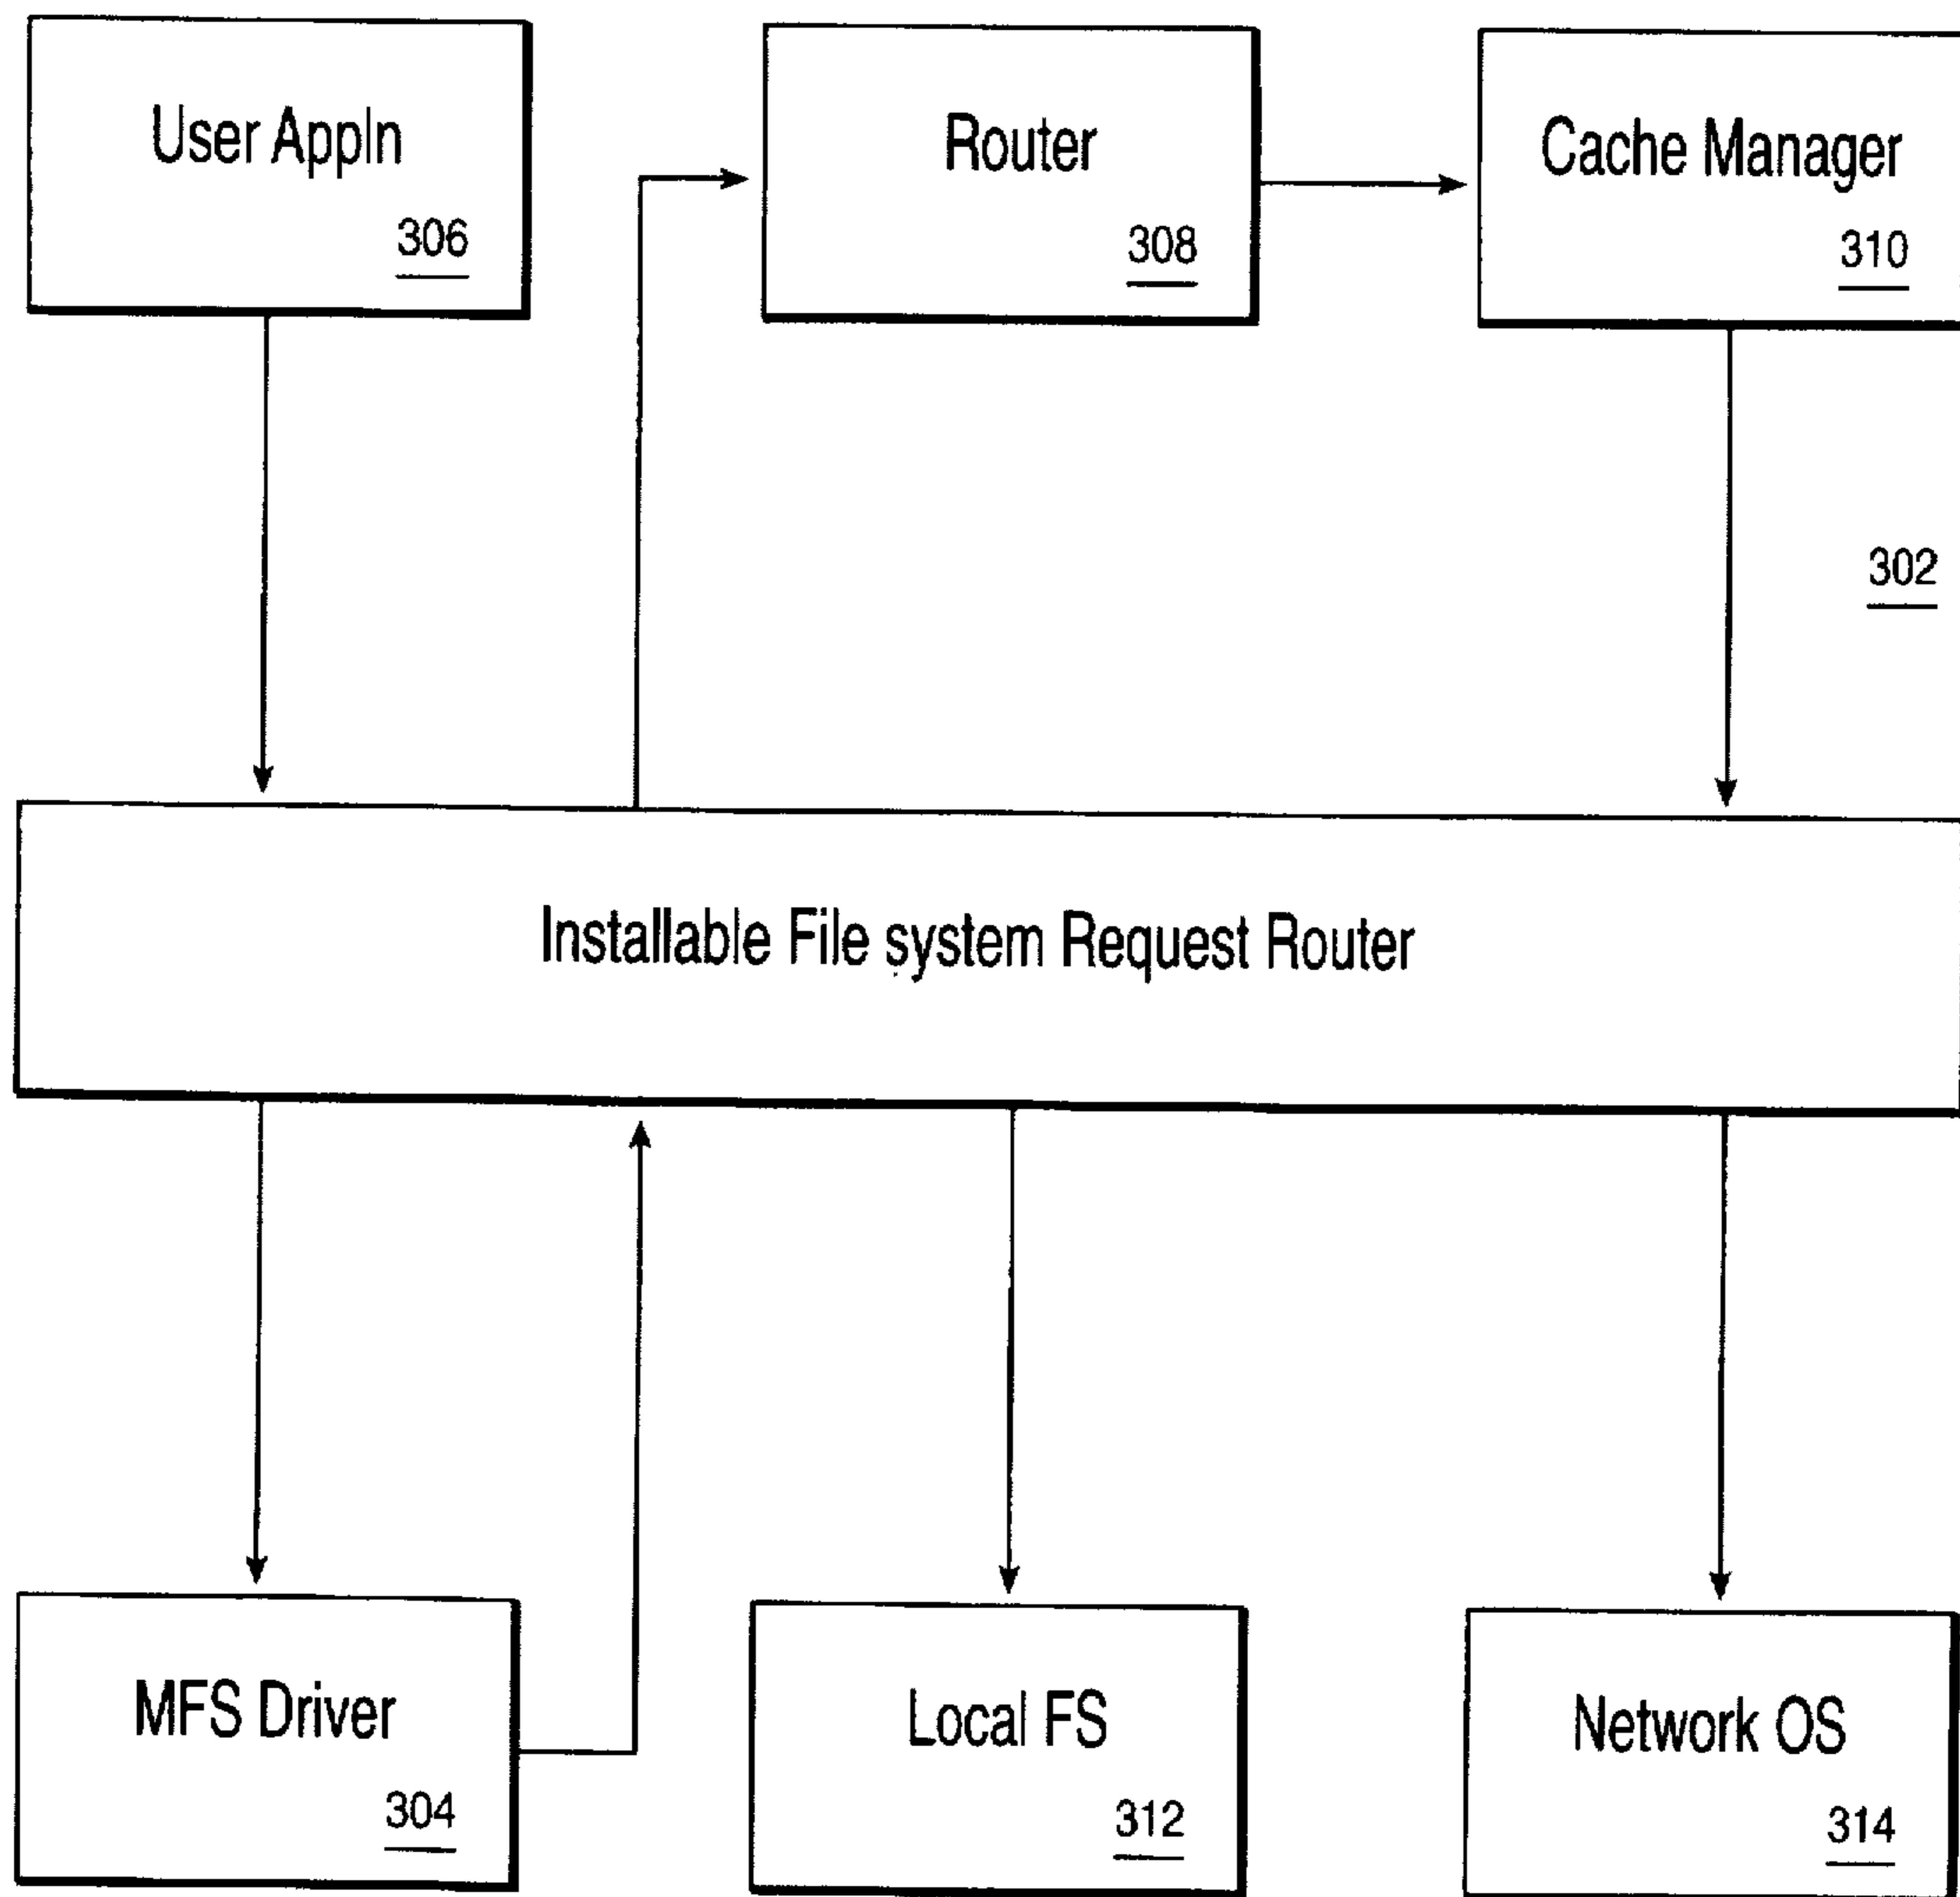 User Appln
306
Router
308
Cache Manager
310
302
Installable File system Request Router
MFS Driver
304
Local FS
312
Network OS
314